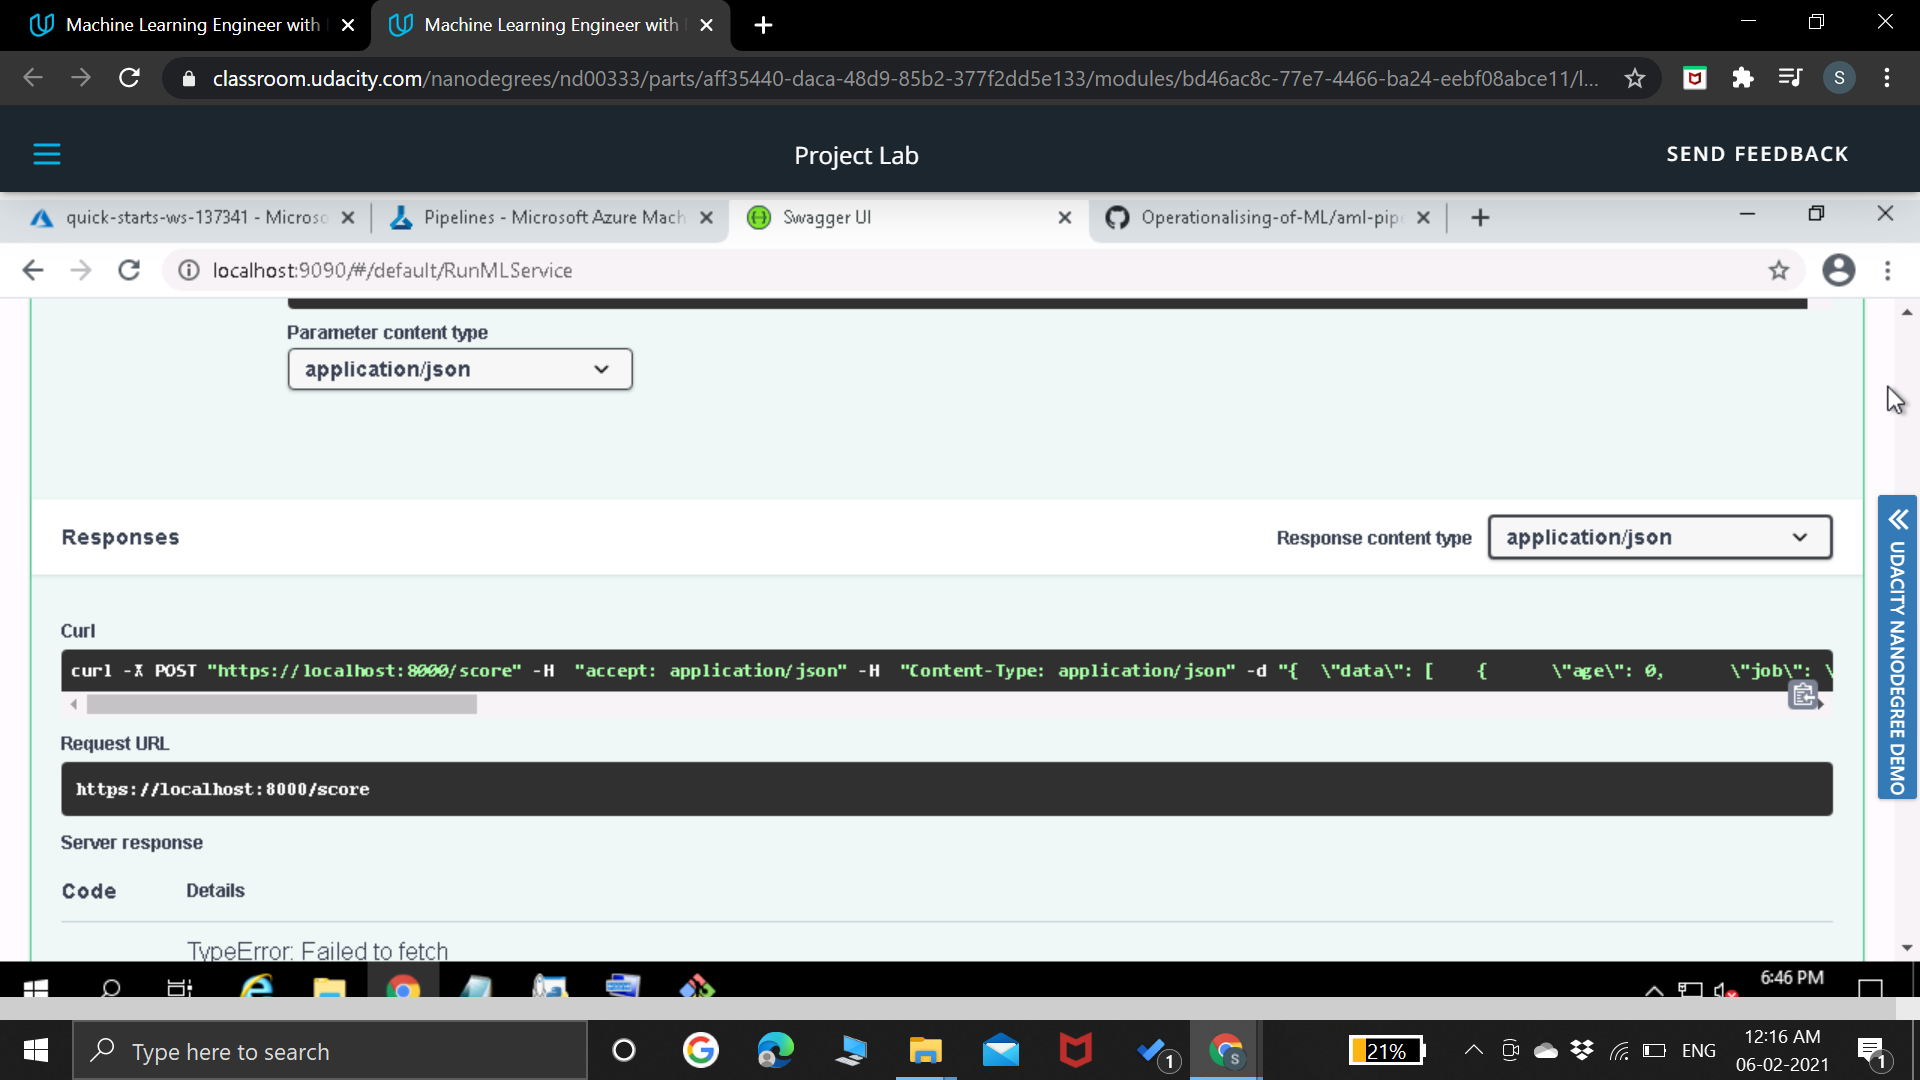 Machine Learning Engineer with
Machine Learning Engineer with
classroom.udacity.com/nanodegrees/nd00333/parts/aff35440-daca-48d9-85b2-377f2dd5e133/modules/bd46ac8c-77e7-4466-ba24-eebf08abce11/l...
S
Project Lab
SEND FEEDBACK
quick-starts-ws-137341 - Microso
Pipelines - Microsoft Azure Mach
Swagger UI
Operationalising-of-ML/aml-pipe
localhost:9090/#/default/RunMLService
Parameter content type
application/json
Responses
Response content type
application/json
UDACITY NANODEGREE DEMO
Curl
curl -X POST "https://localhost:8000/score" -H "accept: application/json" -H "Content-Type: application/json" -d "{ \"data\": [ { \"age\": 0, \"job\": \
Request URL
https://localhost:8000/score
Server response
Code Details
TypeError: Failed to fetch
6:46 PM
Type here to search
1
S
21%
ENG
12:16 AM
06-02-2021
1